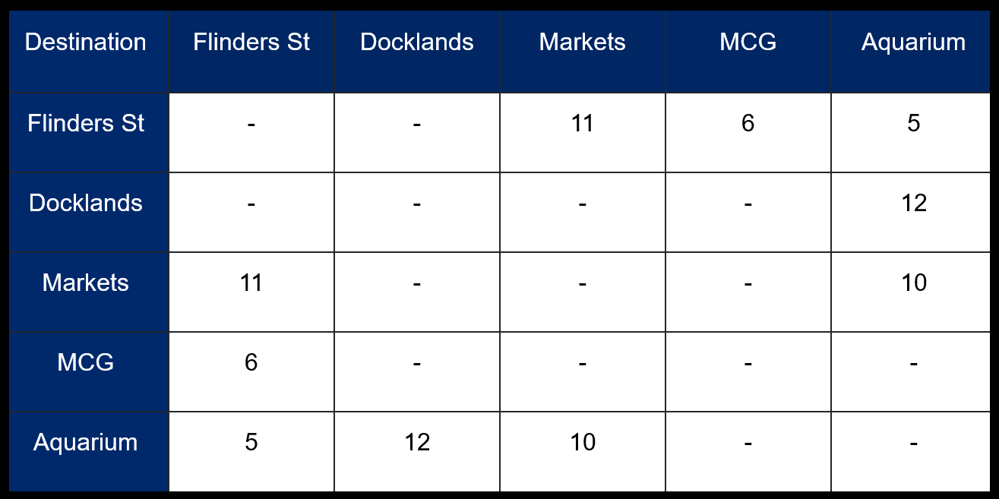 Destination Flinders St Docklands Markets MCG Aquarium
Flinders St - - 11 6 5
Docklands - - - - 12
Markets 11 - - - 10
MCG 6 - - - -
Aquarium 5 12 10 - -